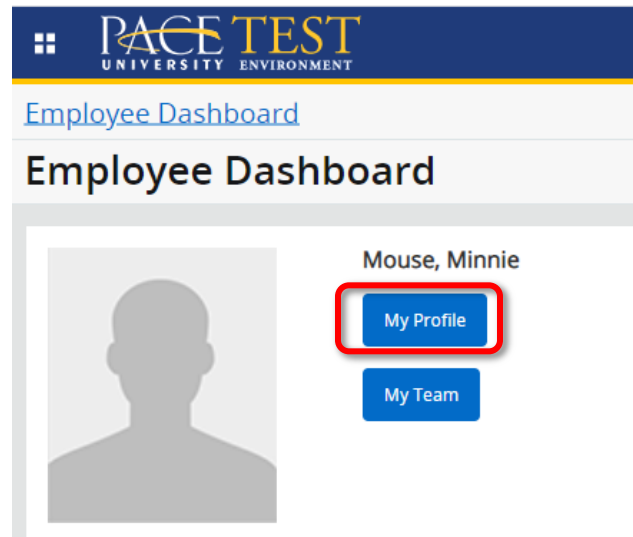 PACE TEST
UNIVERSITY ENVIRONMENT
Employee Dashboard
Employee Dashboard
Mouse, Minnie
My Profile
My Team